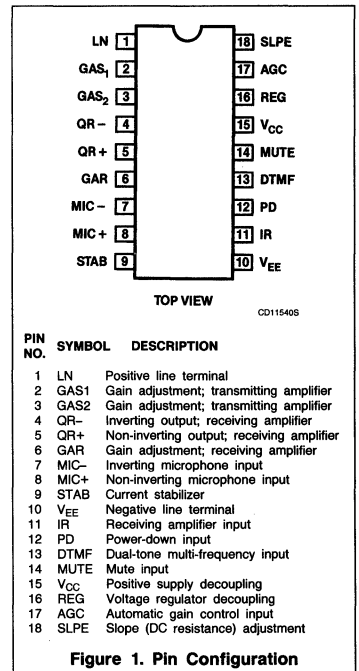 LN 1 18 SLPE
GAS1 2 17 AGC
GAS2 3 16 REG
QR– 4 15 VCC
QR+ 5 14 MUTE
GAR 6 13 DTMF
MIC– 7 12 PD
MIC+ 8 11 IR
STAB 9 10 VEE
TOP VIEW
CD11540S
PIN NO. SYMBOL DESCRIPTION
1 LN Positive line terminal
2 GAS1 Gain adjustment; transmitting amplifier
3 GAS2 Gain adjustment; transmitting amplifier
4 QR– Inverting output; receiving amplifier
5 QR+ Non-inverting output; receiving amplifier
6 GAR Gain adjustment; receiving amplifier
7 MIC– Inverting microphone input
8 MIC+ Non-inverting microphone input
9 STAB Current stabilizer
10 VEE Negative line terminal
11 IR Receiving amplifier input
12 PD Power-down input
13 DTMF Dual-tone multi-frequency input
14 MUTE Mute input
15 VCC Positive supply decoupling
16 REG Voltage regulator decoupling
17 AGC Automatic gain control input
18 SLPE Slope (DC resistance) adjustment
Figure 1. Pin Configuration